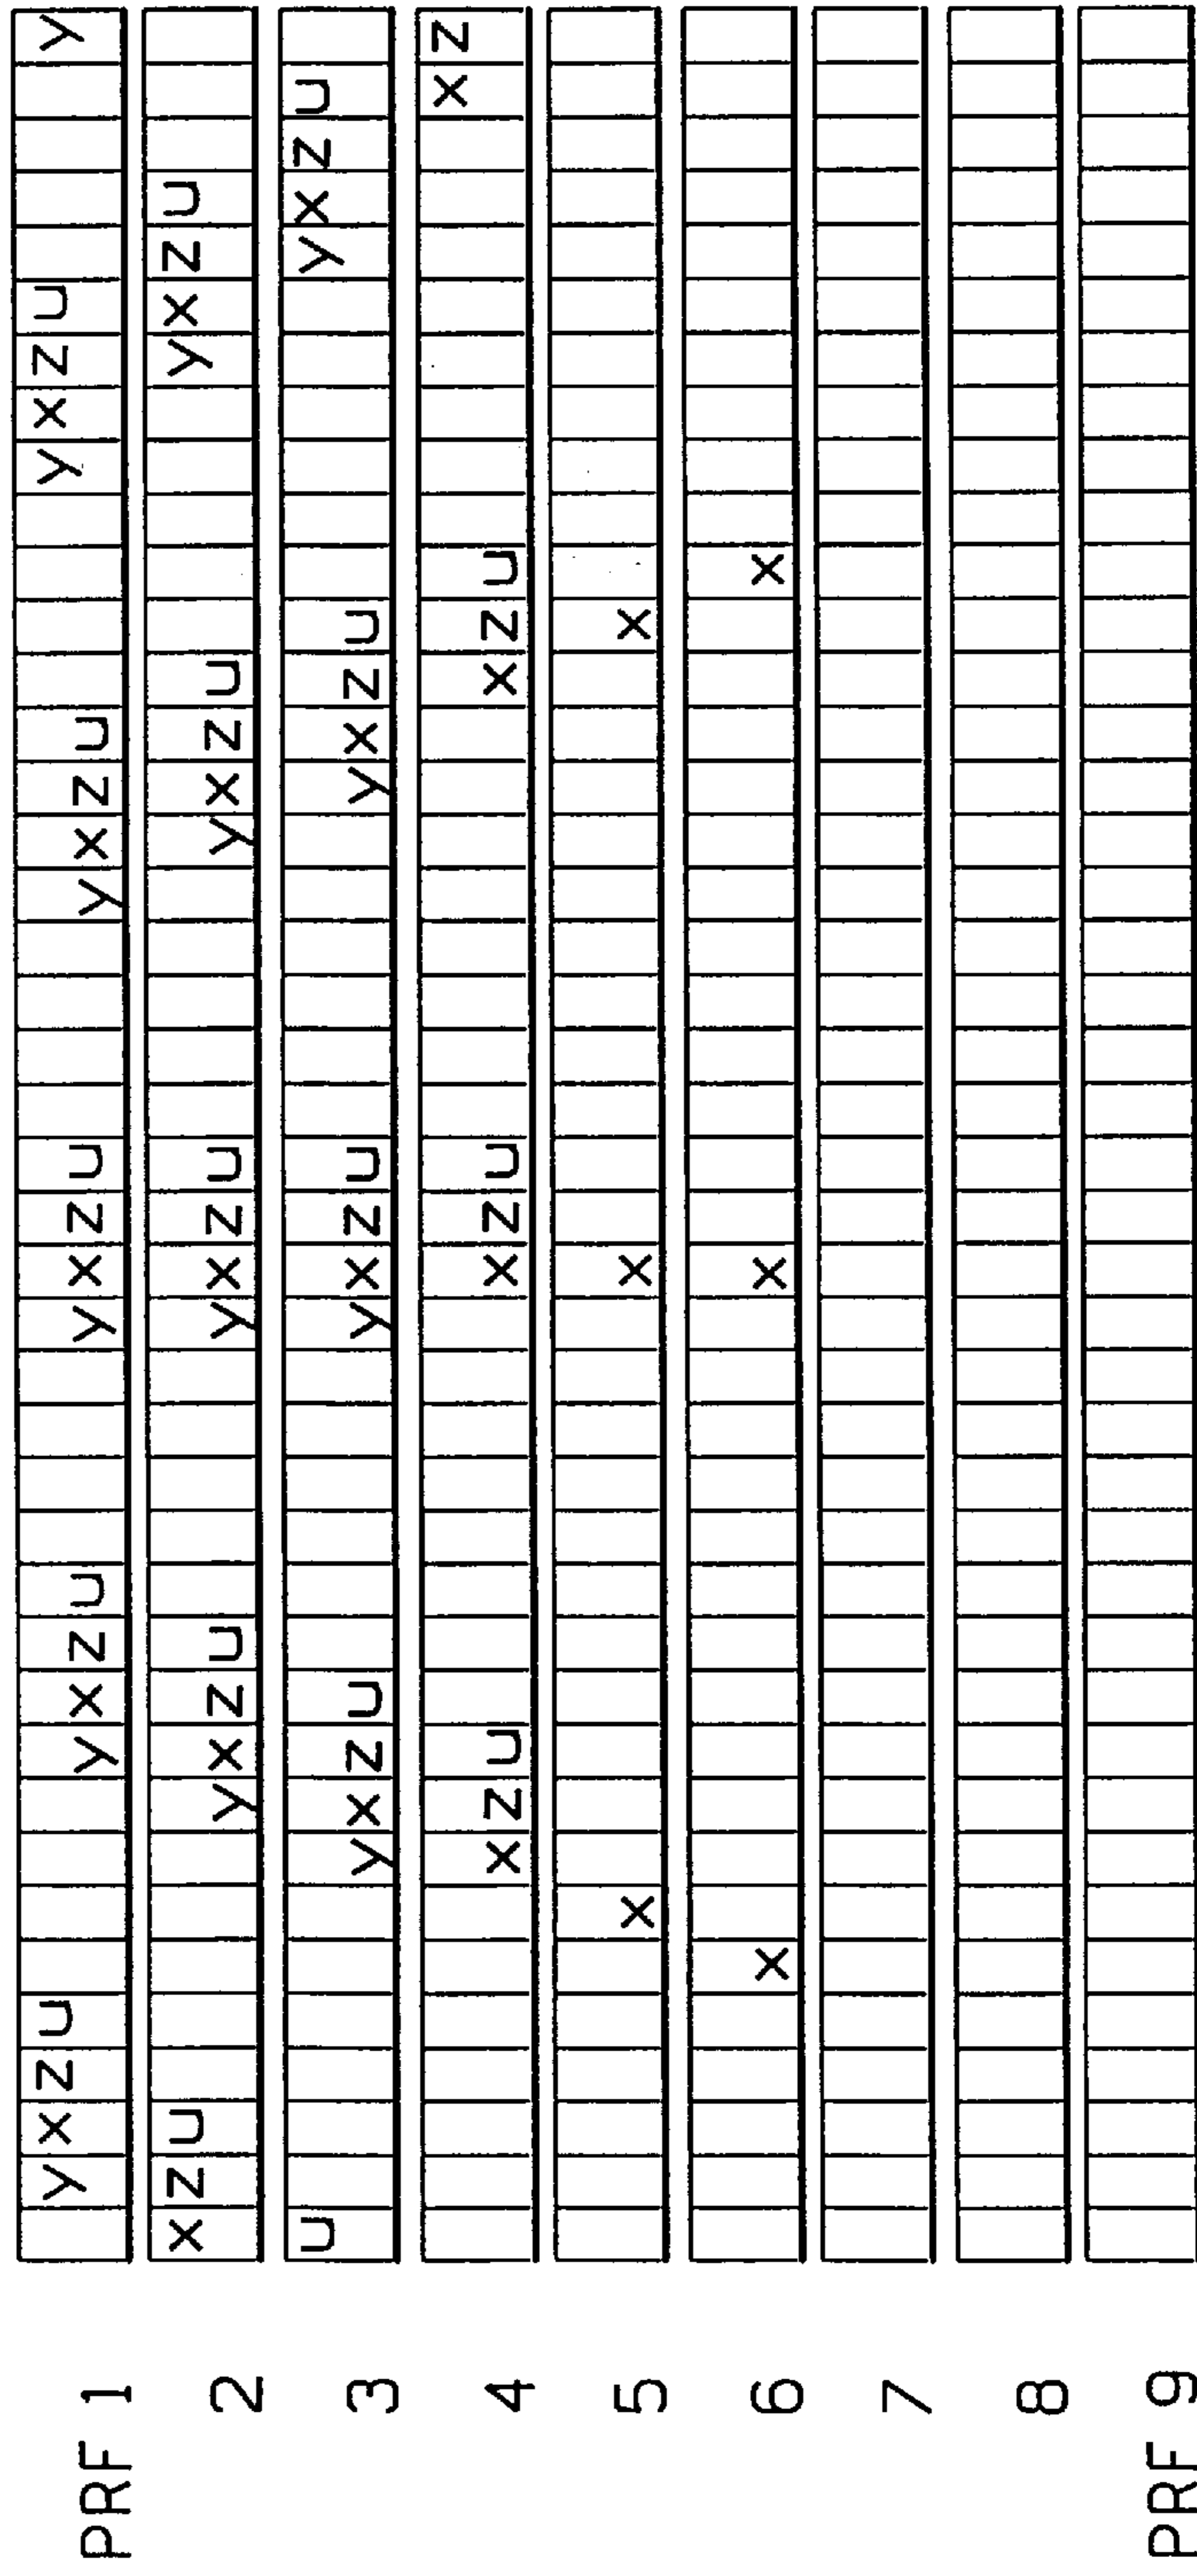 PRF 1 y x z u y x z u y x z u y x z u y x z u y
2 x z u y x z u y x z u y x z u y x z u
3 u y x z u y x z u y x z u y x z u
4 x z u x z u x z u x z
5 x x x
6 x x x
7
8
PRF 9